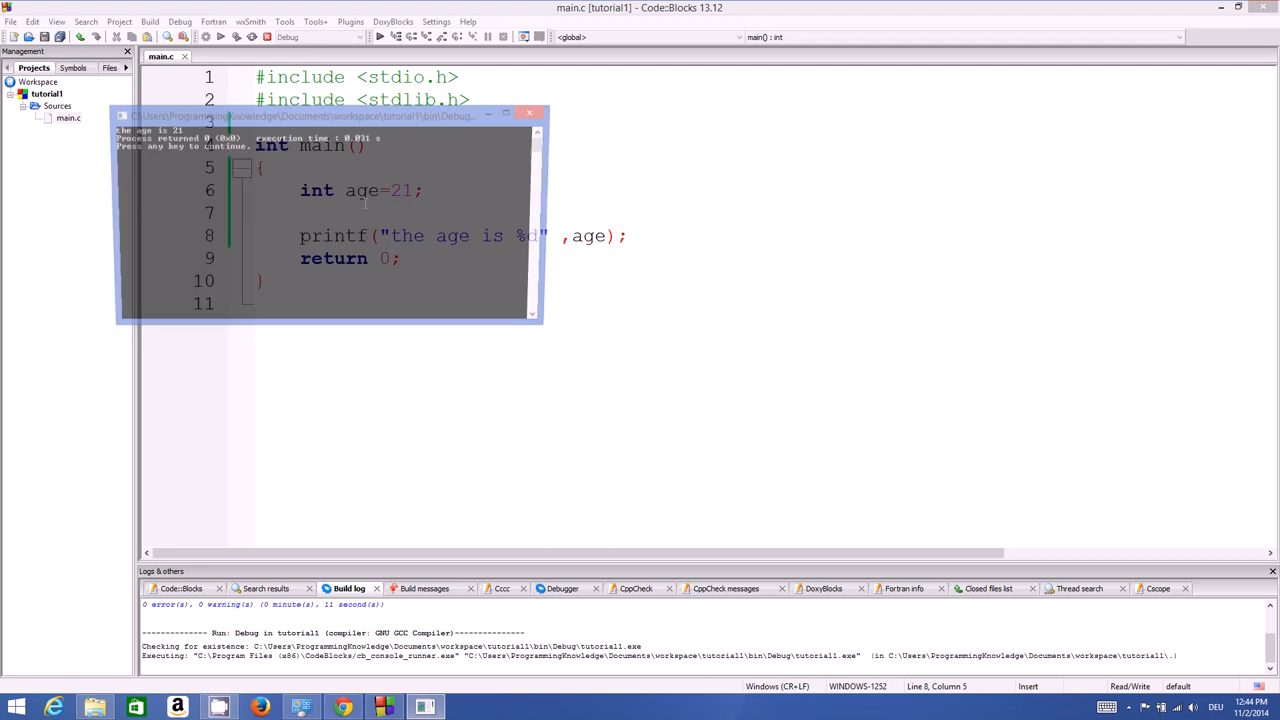 main.c [tutorial1] - Code::Blocks 13.12
File Edit View Search Project Build Debug Fortran wxSmith Tools Tools+ Plugins DoxyBlocks Settings Help
Debug <global> main() : int
Management
Projects Symbols Files
Workspace
tutorial1
Sources
main.c
main.c
1 #include <stdio.h>
2 #include <stdlib.h>
3
C:\Users\ProgrammingKnowledge\Documents\workspace\tutorial1\bin\Debug...
the age is 21
Process returned 0 (0x0) execution time : 0.031 s
Press any key to continue.
int main()
5 {
6 int age=21;
7
8 printf("the age is %d" ,age);
9 return 0;
10 }
11
Logs & others
Code::Blocks Search results Build log Build messages Cccc Debugger CppCheck CppCheck messages DoxyBlocks Fortran info Closed files list Thread search Cscope
0 error(s), 0 warning(s) (0 minute(s), 11 second(s))
-------------- Run: Debug in tutorial1 (compiler: GNU GCC Compiler)---------------
Checking for existence: C:\Users\ProgrammingKnowledge\Documents\workspace\tutorial1\bin\Debug\tutorial1.exe
Executing: "C:\Program Files (x86)\CodeBlocks/cb_console_runner.exe" "C:\Users\ProgrammingKnowledge\Documents\workspace\tutorial1\bin\Debug\tutorial1.exe" (in C:\Users\ProgrammingKnowledge\Documents\workspace\tutorial1\.)
Windows (CR+LF) WINDOWS-1252 Line 8, Column 5 Insert Read/Write default
DEU
12:44 PM
11/2/2014